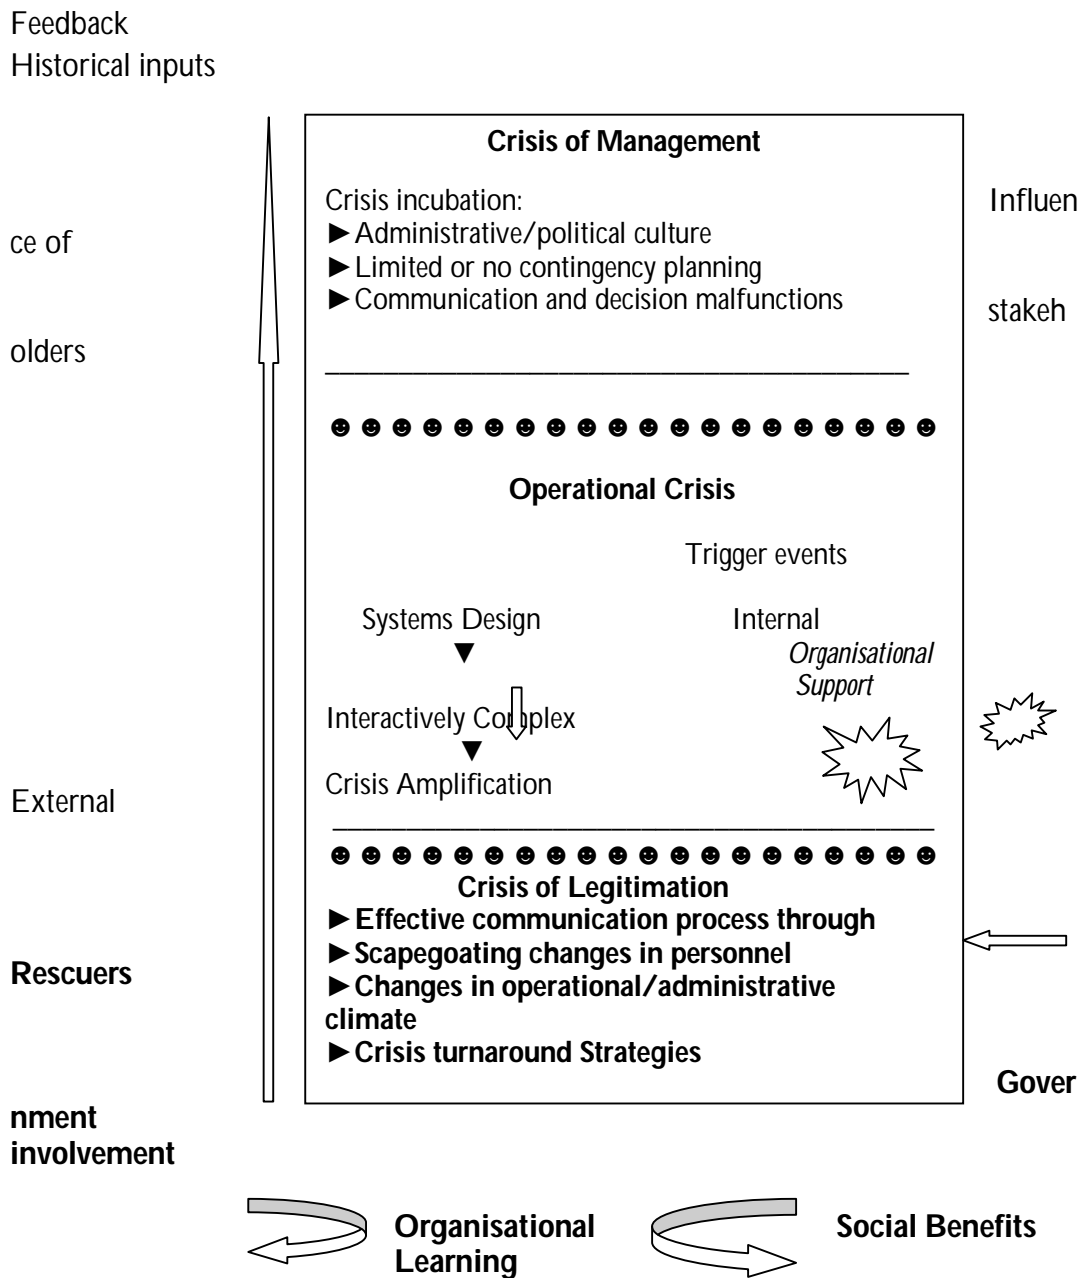 Feedback
Historical inputs
Crisis of Management
Crisis incubation:
Influen
►Administrative/political culture
ce of
►Limited or no contingency planning
►Communication and decision malfunctions
stakeh
olders
Operational Crisis
Trigger events
Systems Design
Internal
Organisational
Support
Interactively Complex
Crisis Amplification
External
Crisis of Legitimation
►Effective communication process through
►Scapegoating changes in personnel
Rescuers
►Changes in operational/administrative
climate
►Crisis turnaround Strategies
Gover
nment
involvement
Organisational
Learning
Social Benefits